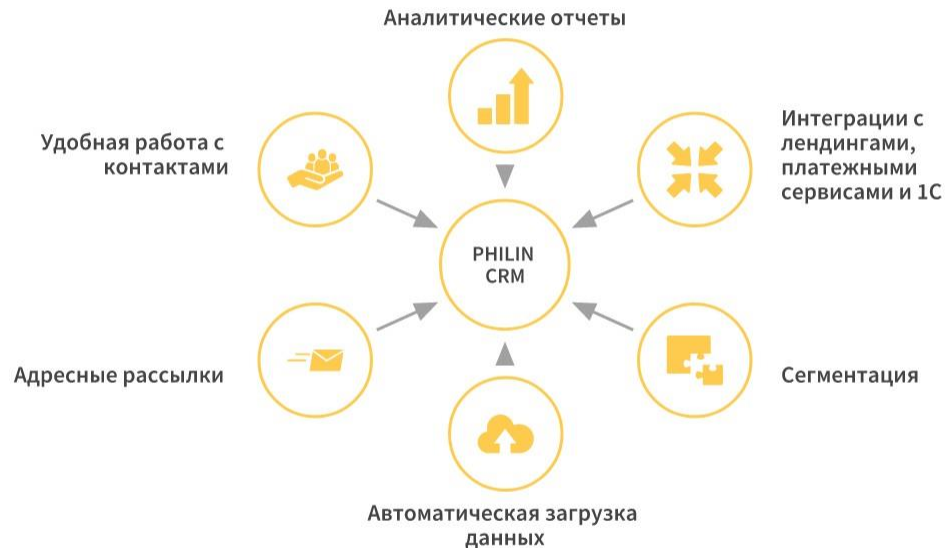 Аналитические отчеты
Удобная работа с
контактами
Интеграции с
лендингами,
платежными
сервисами и 1С
PHILIN
CRM
Адресные рассылки
Сегментация
Автоматическая загрузка
данных